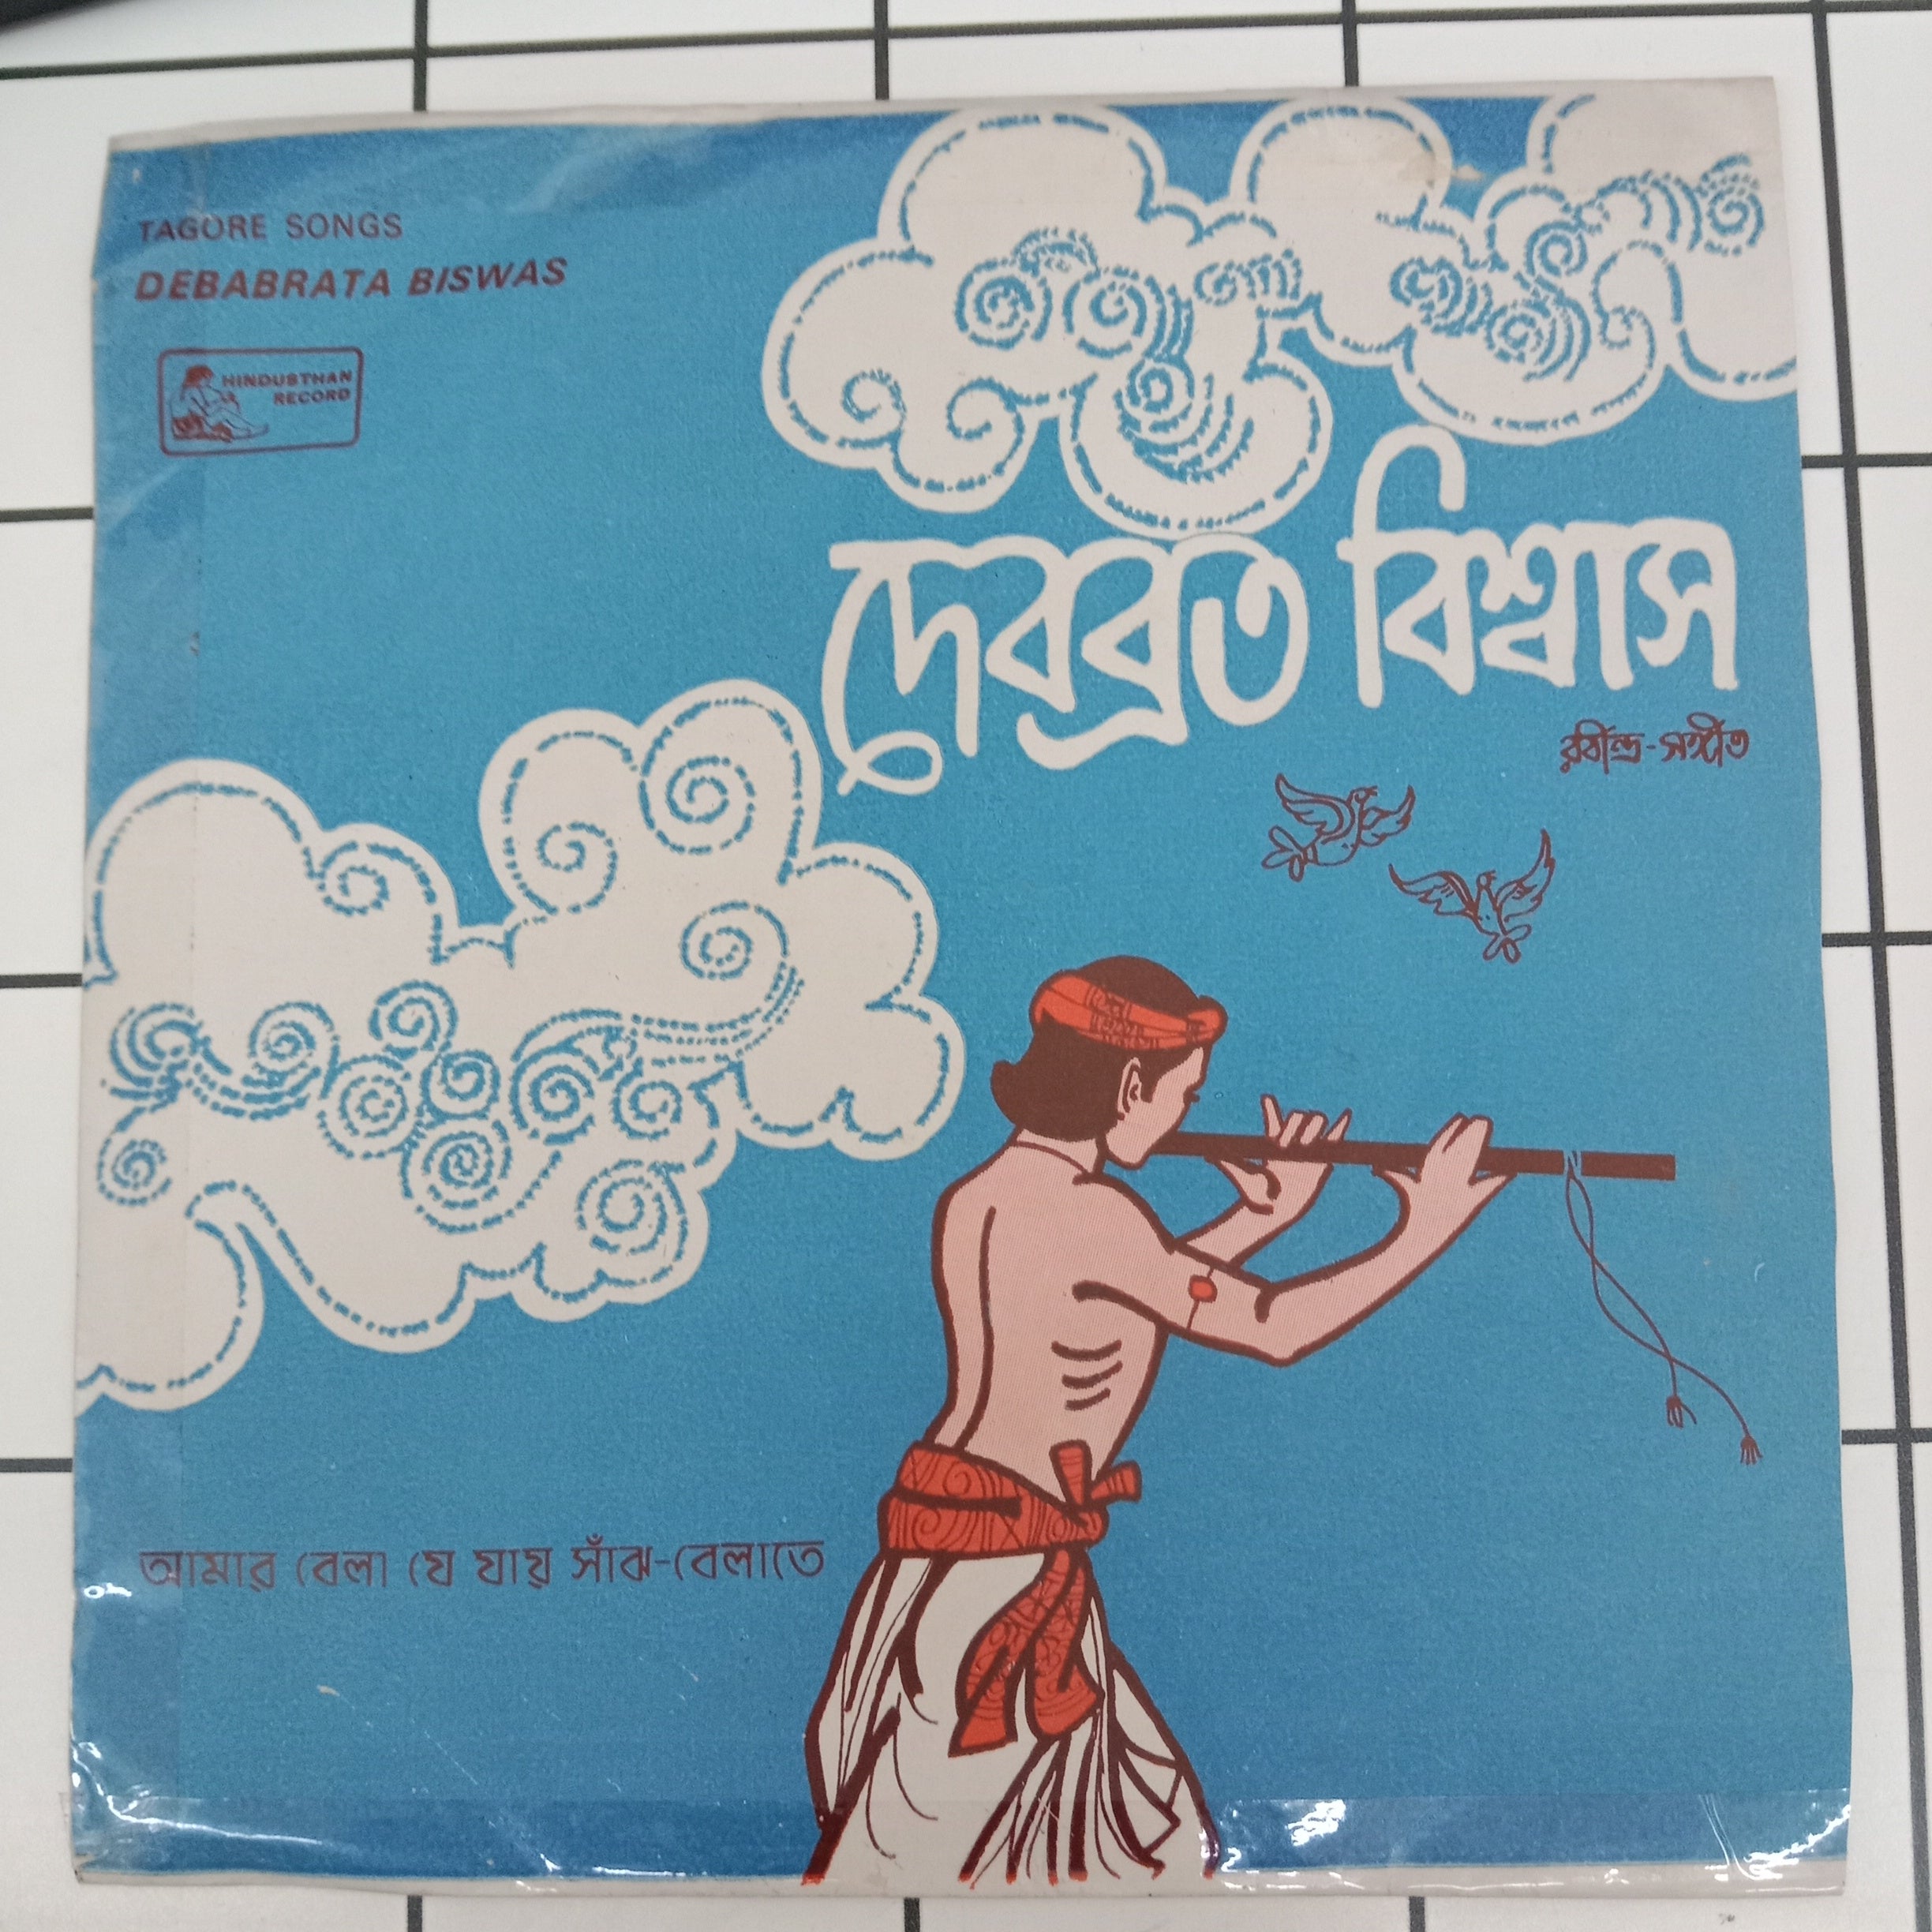 TAGORE SONGS
DEBABRATA BISWAS
HINDUSTHAN
RECORD
দেবব্রত বিশ্বাস
রবীন্দ্র-সঙ্গীত
আমার বেলা যে যায় সাঁঝ-বেলাতে